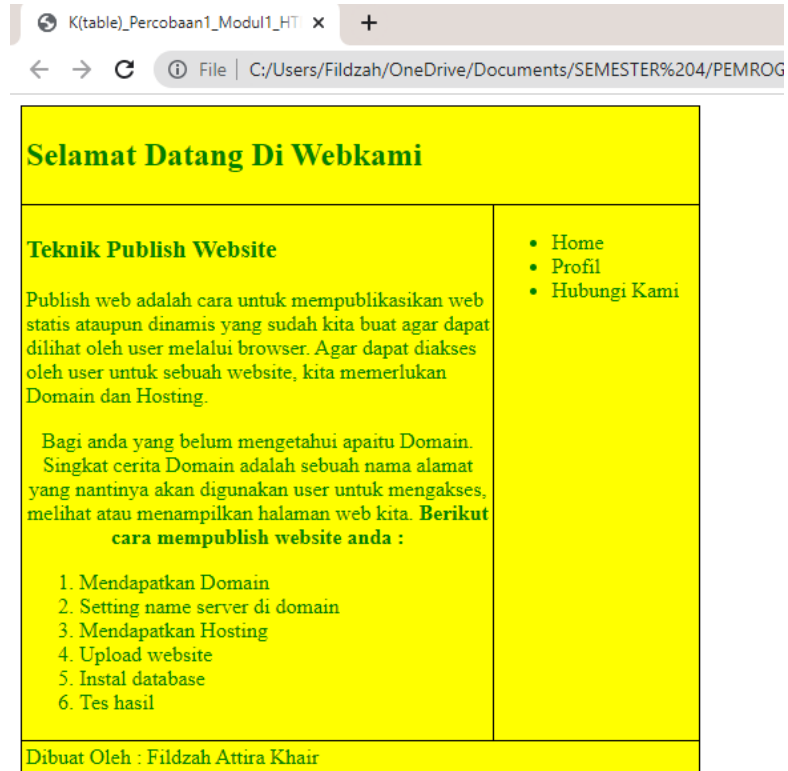 K(table)_Percobaan1_Modul1_HT
File
C:/Users/Fildzah/OneDrive/Documents/SEMESTER%204/PEMROG
Selamat Datang Di Webkami
Teknik Publish Website
Publish web adalah cara untuk mempublikasikan web
statis ataupun dinamis yang sudah kita buat agar dapat
dilihat oleh user melalui browser. Agar dapat diakses
oleh user untuk sebuah website, kita memerlukan
Domain dan Hosting.
Bagi anda yang belum mengetahui apaitu Domain.
Singkat cerita Domain adalah sebuah nama alamat
yang nantinya akan digunakan user untuk mengakses,
melihat atau menampilkan halaman web kita. Berikut
cara mempublish website anda :
1. Mendapatkan Domain
2. Setting name server di domain
3. Mendapatkan Hosting
4. Upload website
5. Instal database
6. Tes hasil
• Home
• Profil
• Hubungi Kami
Dibuat Oleh : Fildzah Attira Khair